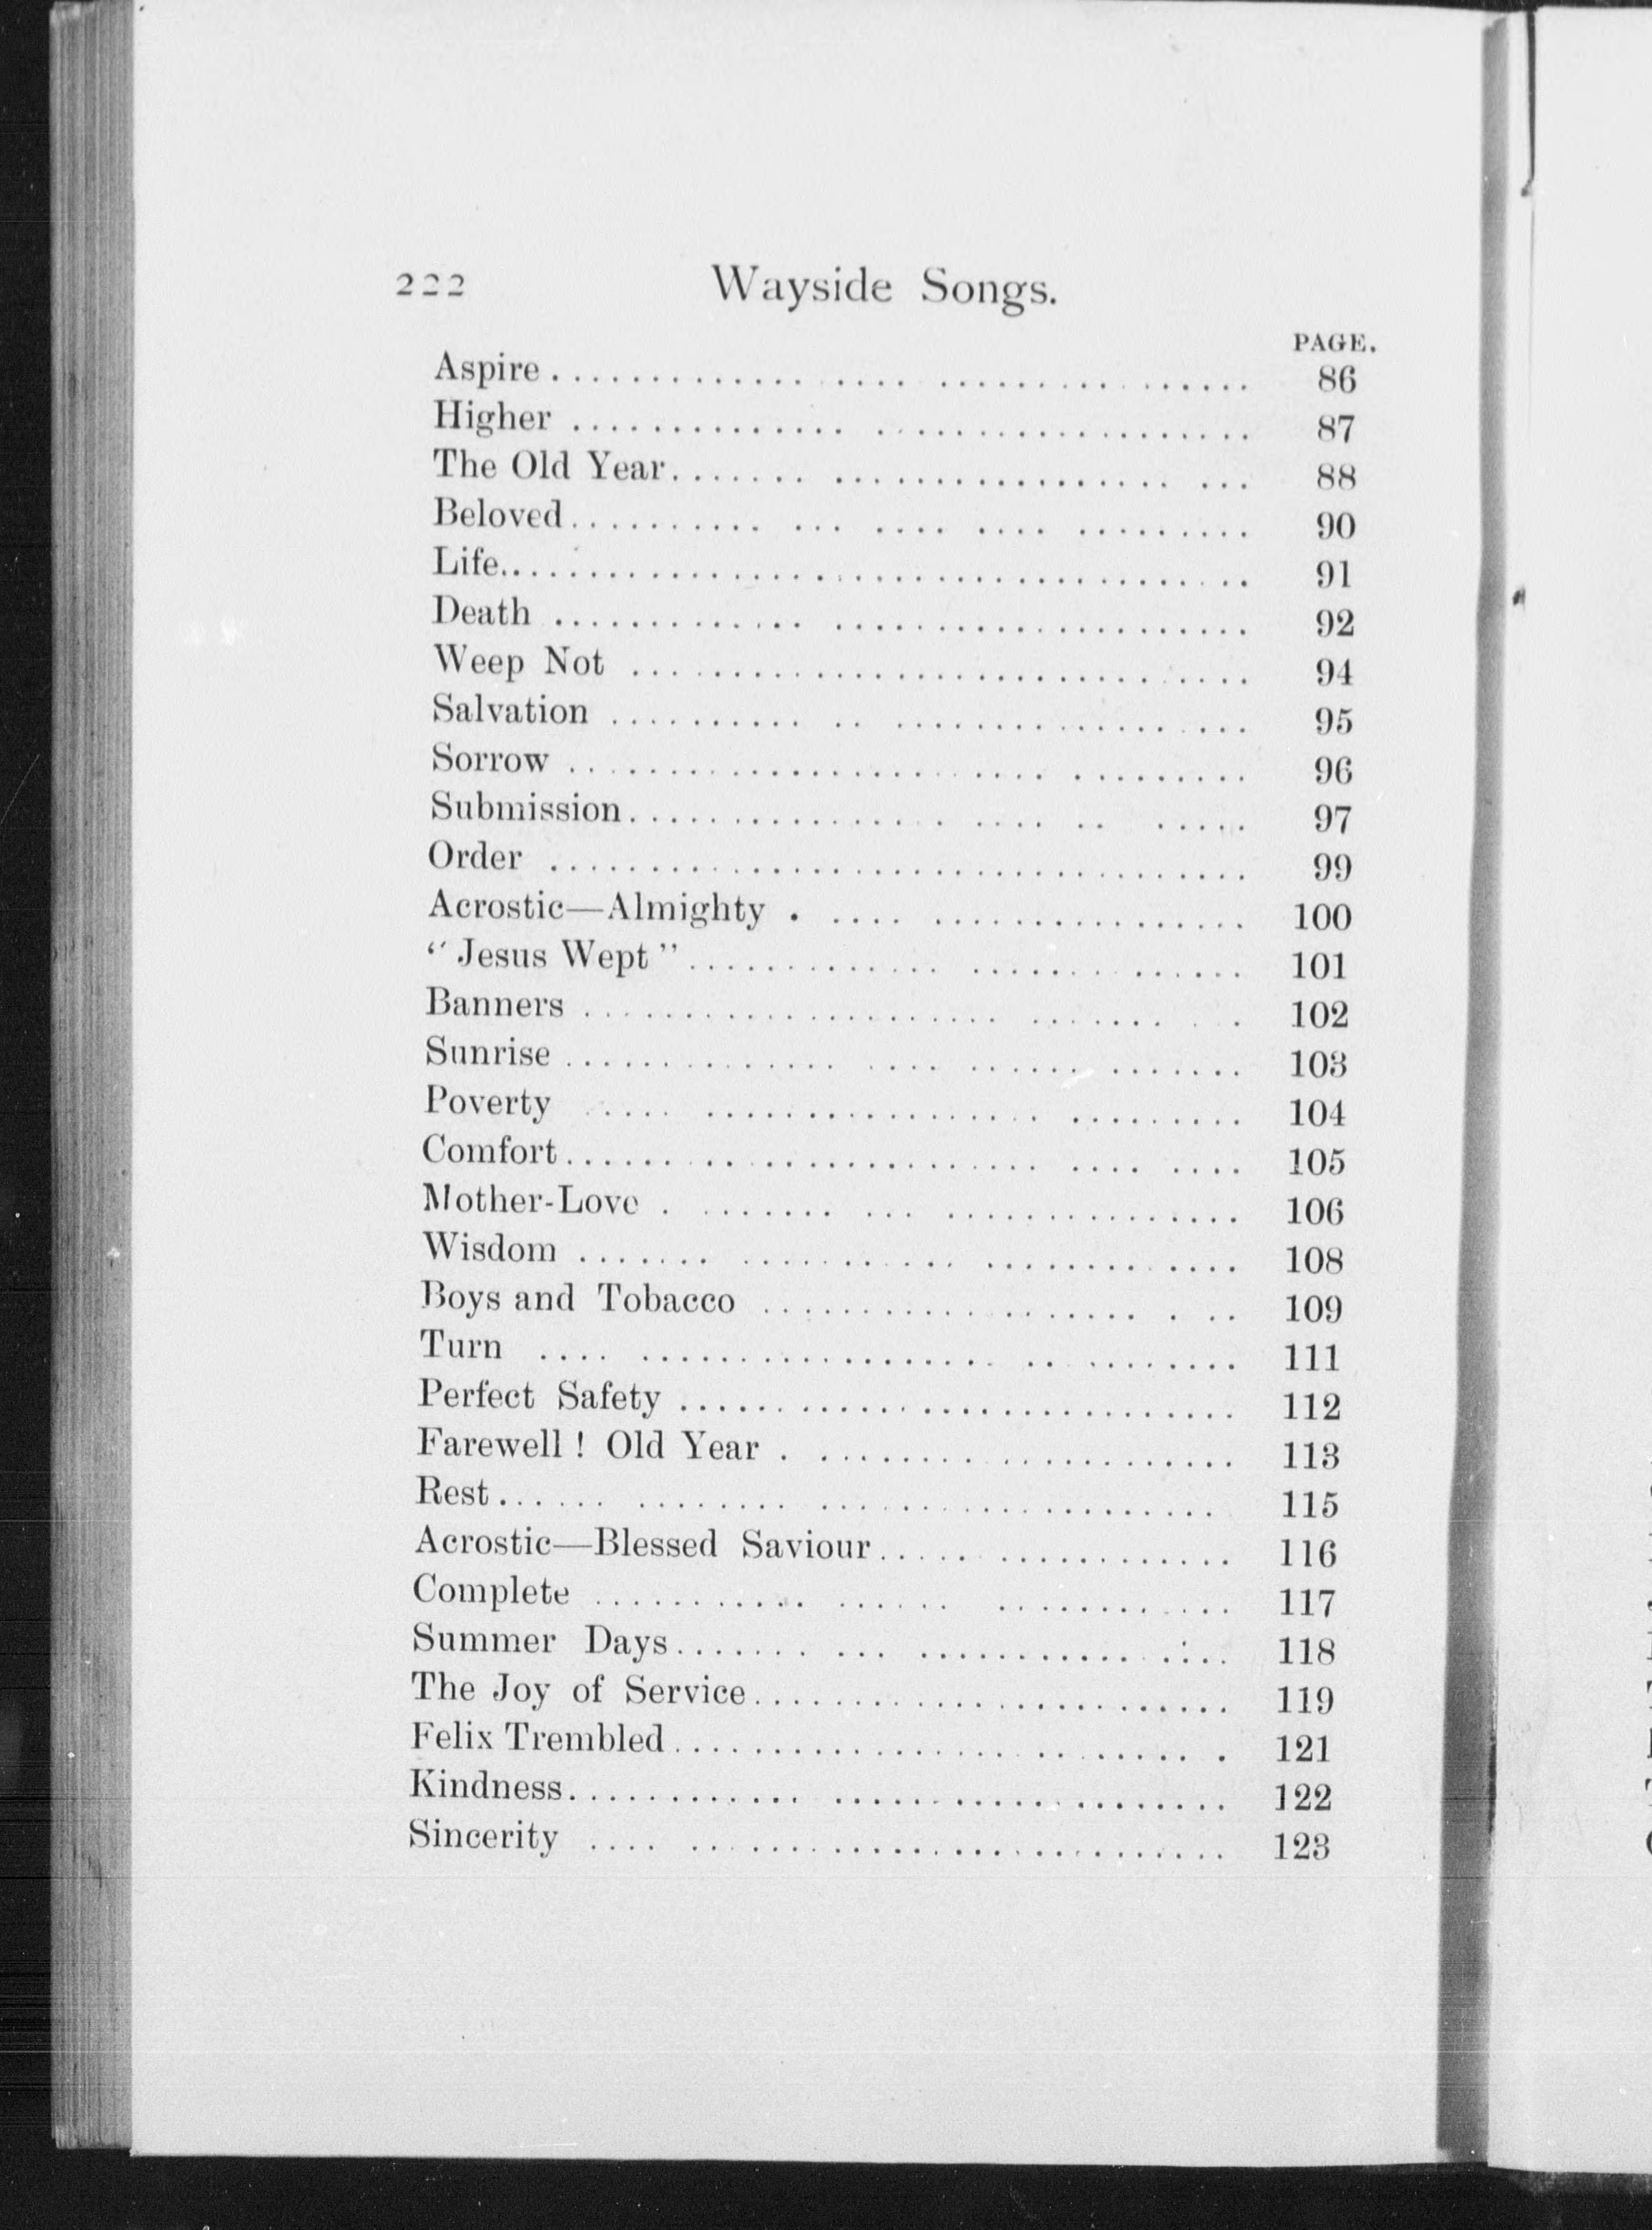 222 Wayside Songs.
PAGE.
Aspire 86
Higher 87
The Old Year 88
Beloved 90
Life 91
Death 92
Weep Not 94
Salvation 95
Sorrow 96
Submission 97
Order 99
Acrostic—Almighty 100
"Jesus Wept" 101
Banners 102
Sunrise 103
Poverty 104
Comfort 105
Mother-Love 106
Wisdom 108
Boys and Tobacco 109
Turn 111
Perfect Safety 112
Farewell! Old Year 113
Rest 115
Acrostic—Blessed Saviour 116
Complete 117
Summer Days 118
The Joy of Service 119
Felix Trembled 121
Kindness 122
Sincerity 123